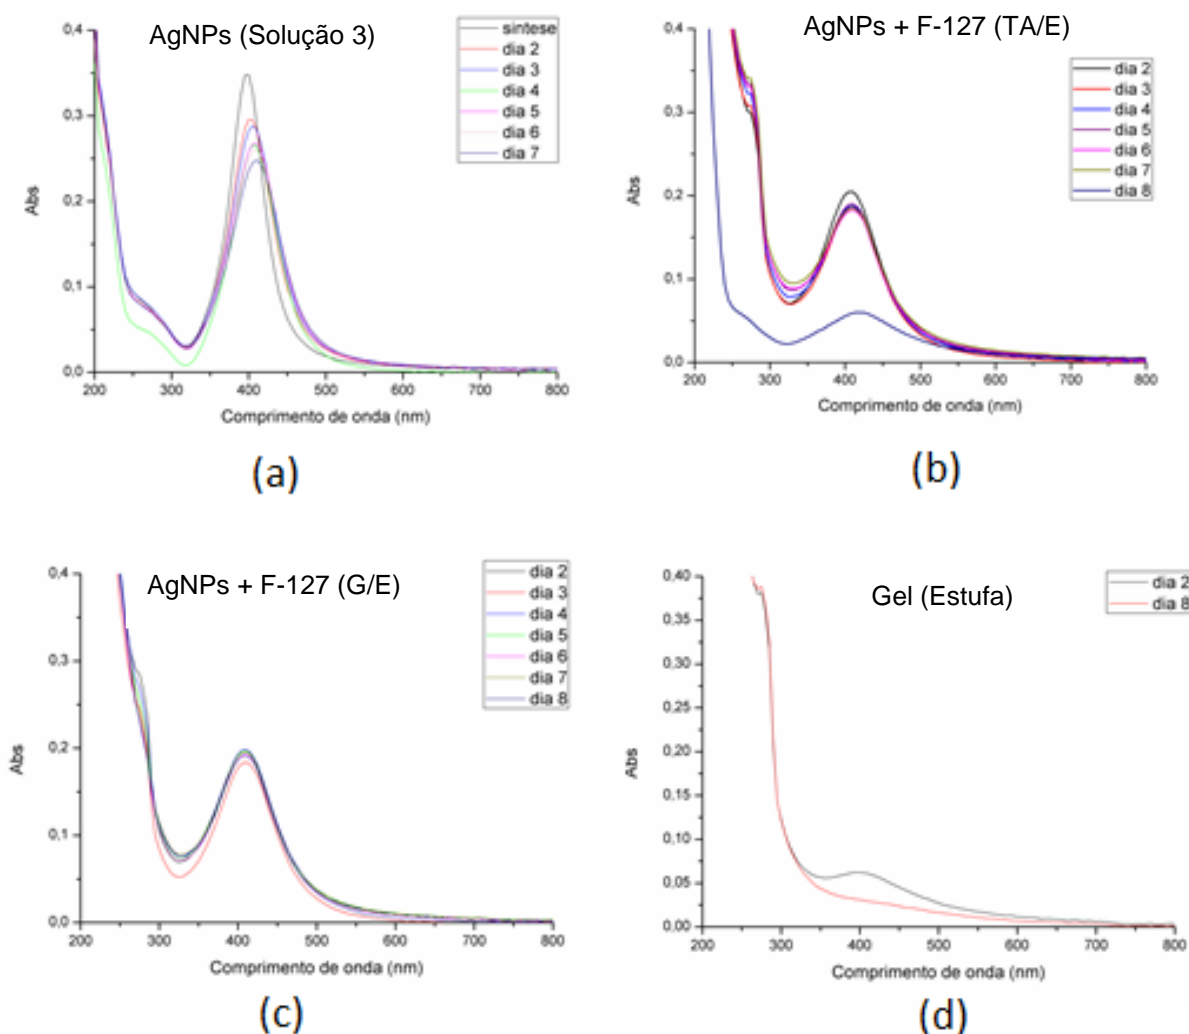 AgNPs (Solução 3)
0,4
0,3
0,2
0,1
0,0
Abs
200 300 400 500 600 700 800
Comprimento de onda (nm)
sintese
dia 2
dia 3
dia 4
dia 5
dia 6
dia 7
(a)
AgNPs + F-127 (TA/E)
0,4
0,3
0,2
0,1
0,0
Abs
200 300 400 500 600 700 800
Comprimento de onda (nm)
dia 2
dia 3
dia 4
dia 5
dia 6
dia 7
dia 8
(b)
AgNPs + F-127 (G/E)
0,4
0,3
0,2
0,1
0,0
Abs
200 300 400 500 600 700 800
Comprimento de onda (nm)
dia 2
dia 3
dia 4
dia 5
dia 6
dia 7
dia 8
(c)
Gel (Estufa)
0,40
0,35
0,30
0,25
0,20
0,15
0,10
0,05
0,00
Abs
200 300 400 500 600 700 800
Comprimento de onda (nm)
dia 2
dia 8
(d)